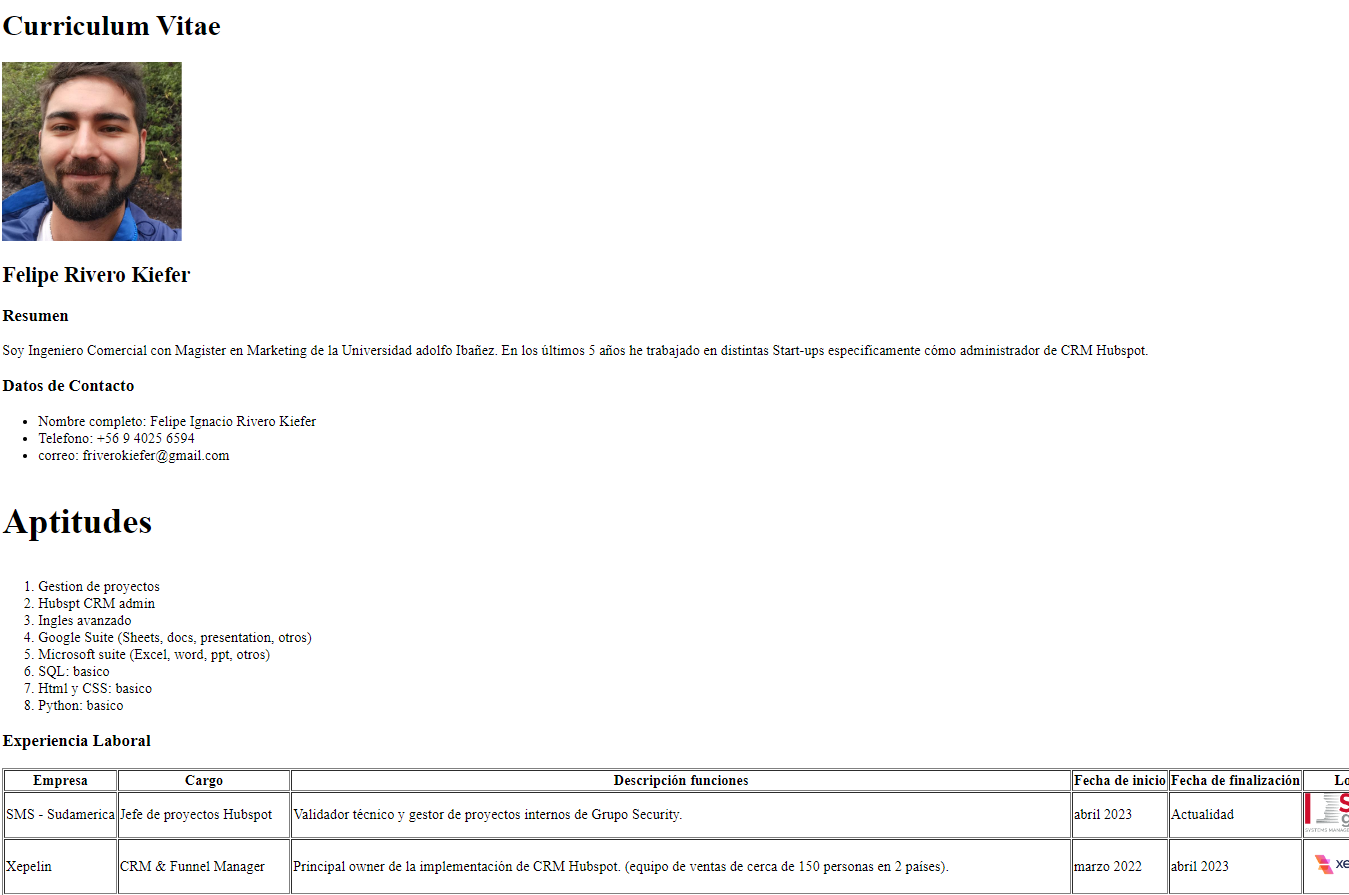 Curriculum Vitae
Felipe Rivero Kiefer
Resumen
Soy Ingeniero Comercial con Magister en Marketing de la Universidad adolfo Ibañez. En los últimos 5 años he trabajado en distintas Start-ups especificamente cómo administrador de CRM Hubspot.
Datos de Contacto
Nombre completo: Felipe Ignacio Rivero Kiefer
Telefono: +56 9 4025 6594
correo: friverokiefer@gmail.com
Aptitudes
1. Gestion de proyectos
2. Hubspt CRM admin
3. Ingles avanzado
4. Google Suite (Sheets, docs, presentation, otros)
5. Microsoft suite (Excel, word, ppt, otros)
6. SQL: basico
7. Html y CSS: basico
8. Python: basico
Experiencia Laboral
Empresa Cargo Descripción funciones Fecha de inicio Fecha de finalización Lo
SMS - Sudamerica Jefe de proyectos Hubspot Validador técnico y gestor de proyectos internos de Grupo Security. abril 2023 Actualidad
Xepelin CRM & Funnel Manager Principal owner de la implementación de CRM Hubspot. (equipo de ventas de cerca de 150 personas en 2 países). marzo 2022 abril 2023 xe